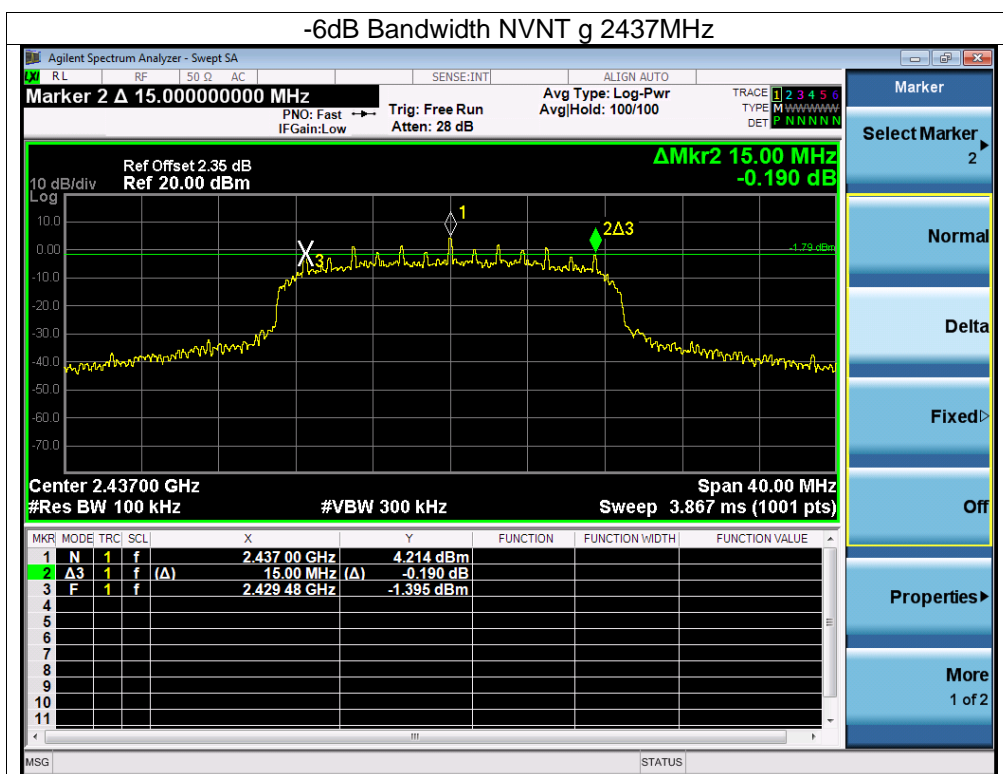 -6dB Bandwidth NVNT g 2437MHz
Agilent Spectrum Analyzer - Swept SA
LXI RL RF 50 Ω AC SENSE:INT ALIGN AUTO
Marker 2 Δ 15.000000000 MHz
PNO: Fast
IFGain:Low
Trig: Free Run
Atten: 28 dB
Avg Type: Log-Pwr
Avg|Hold: 100/100
TRACE 1 2 3 4 5 6
TYPE M WWWWW
DET P N N N N N
ΔMkr2 15.00 MHz
-0.190 dB
Ref Offset 2.35 dB
10 dB/div Ref 20.00 dBm
Log
10.0
0.00
-10.0
-20.0
-30.0
-40.0
-50.0
-60.0
-70.0
1
2Δ3
3
-1.79 dBm
Center 2.43700 GHz Span 40.00 MHz
#Res BW 100 kHz #VBW 300 kHz Sweep 3.867 ms (1001 pts)
MKR MODE TRC SCL X Y FUNCTION FUNCTION WIDTH FUNCTION VALUE
1 N 1 f 2.437 00 GHz 4.214 dBm
2 Δ3 1 f (Δ) 15.00 MHz (Δ) -0.190 dB
3 F 1 f 2.429 48 GHz -1.395 dBm
4
5
6
7
8
9
10
11
MSG STATUS
Marker
Select Marker
2
Normal
Delta
Fixed
Off
Properties
More
1 of 2